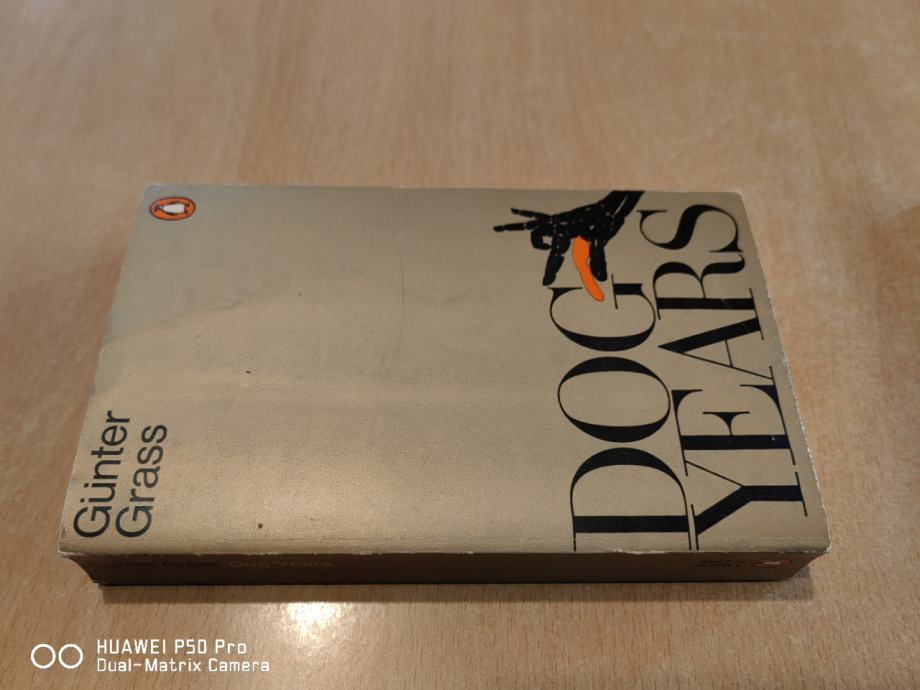 Günter
Grass
DOG
YEARS
Günter Grass Dog Years
HUAWEI P50 Pro
Dual-Matrix Camera